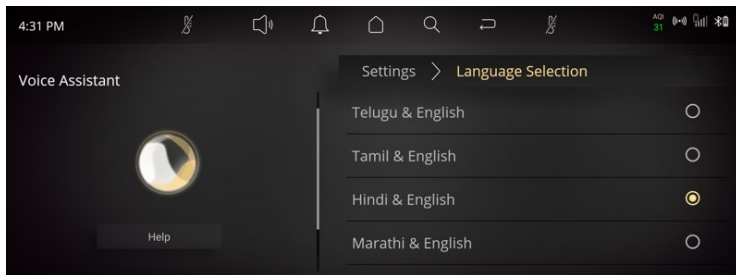 4:31 PM
AQI
31
Voice Assistant
Help
Settings > Language Selection
Telugu & English
Tamil & English
Hindi & English
Marathi & English